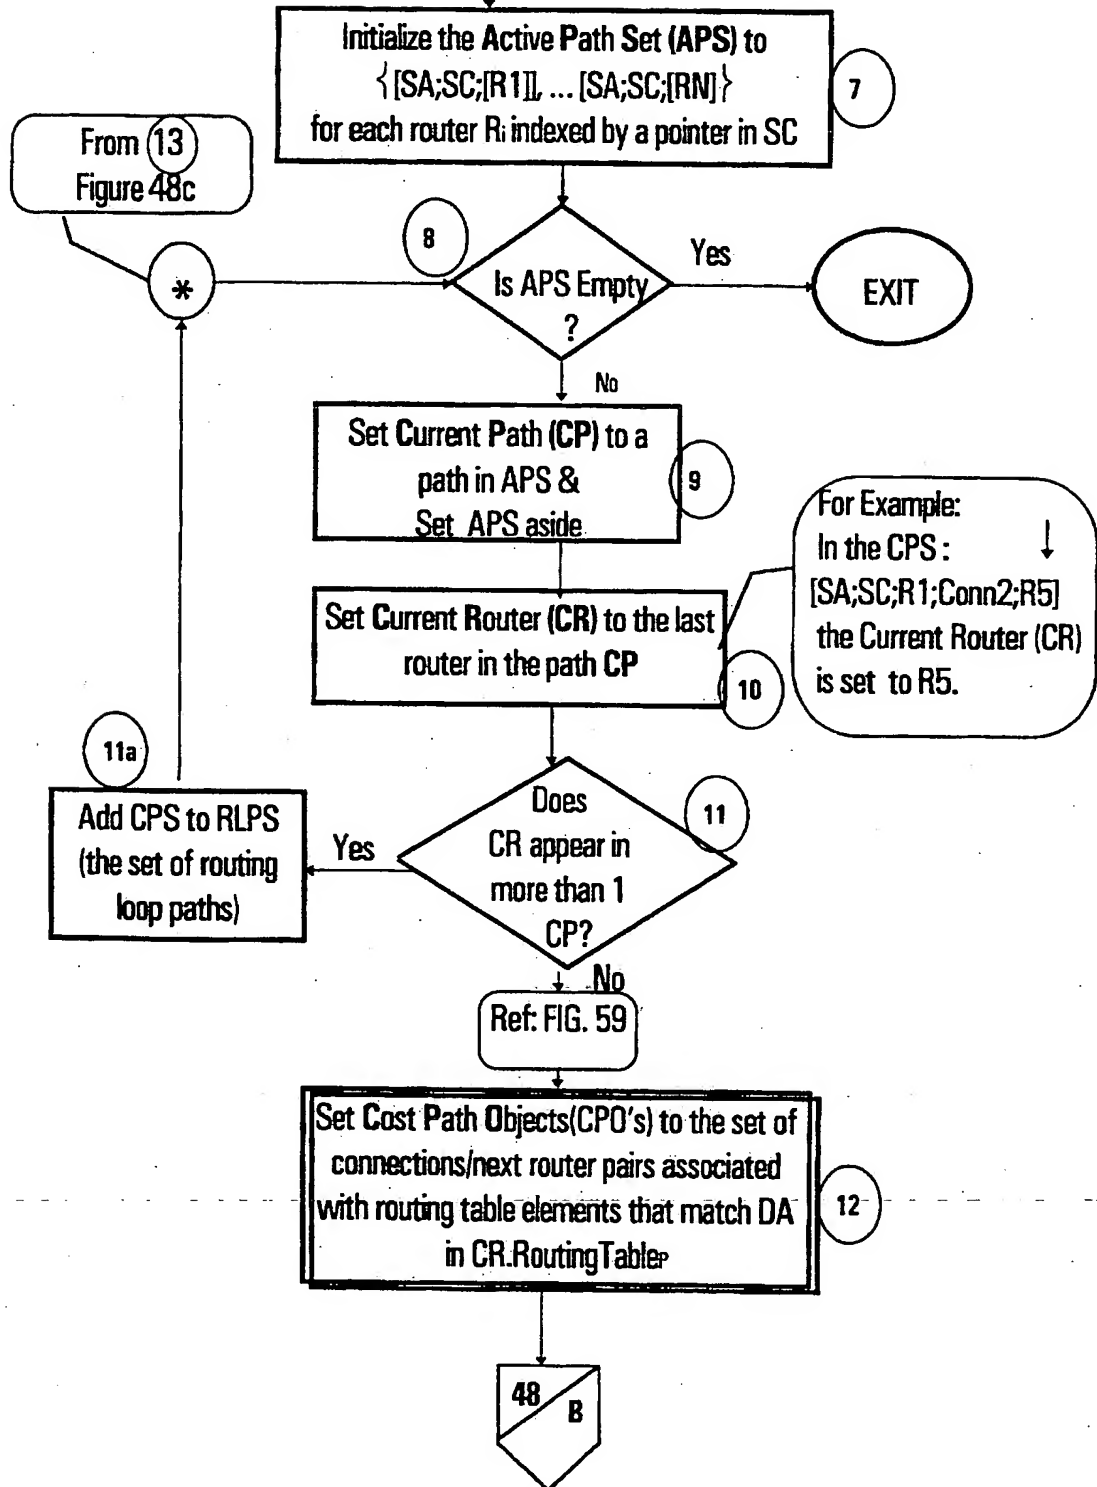 Initialize the Active Path Set (APS) to
{[SA;SC;[R1]], ... [SA;SC;[RN]}
for each router Ri indexed by a pointer in SC
7
From 13
Figure 48c
*
8
Is APS Empty
?
Yes
EXIT
No
Set Current Path (CP) to a
path in APS &
Set APS aside
9
For Example:
In the CPS :
[SA;SC;R1;Conn2;R5]
the Current Router (CR)
is set to R5.
Set Current Router (CR) to the last
router in the path CP
10
11a
Add CPS to RLPS
(the set of routing
loop paths)
Yes
Does
CR appear in
more than 1
CP?
11
No
Ref: FIG. 59
Set Cost Path Objects(CPO's) to the set of
connections/next router pairs associated
with routing table elements that match DA
in CR.RoutingTableP
12
48
B